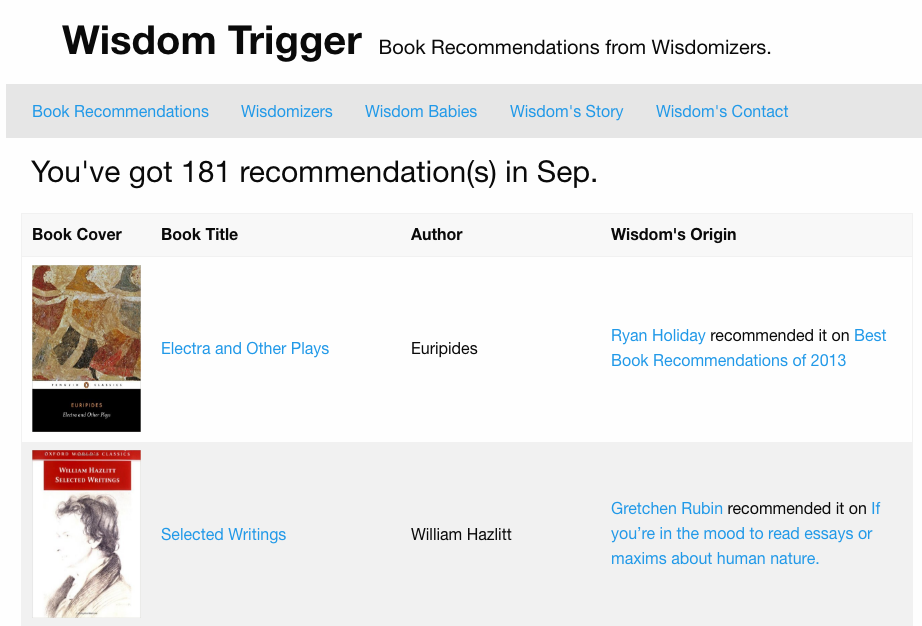 Wisdom Trigger Book Recommendations from Wisdomizers.
Book Recommendations Wisdomizers Wisdom Babies Wisdom's Story Wisdom's Contact
You've got 181 recommendation(s) in Sep.
Book Cover Book Title Author Wisdom's Origin
PENGUIN CLASSICS
EURIPIDES
Electra and Other Plays
Electra and Other Plays
Euripides
Ryan Holiday recommended it on Best
Book Recommendations of 2013
OXFORD WORLD'S CLASSICS
WILLIAM HAZLITT
SELECTED WRITINGS
Selected Writings
William Hazlitt
Gretchen Rubin recommended it on If
you're in the mood to read essays or
maxims about human nature.